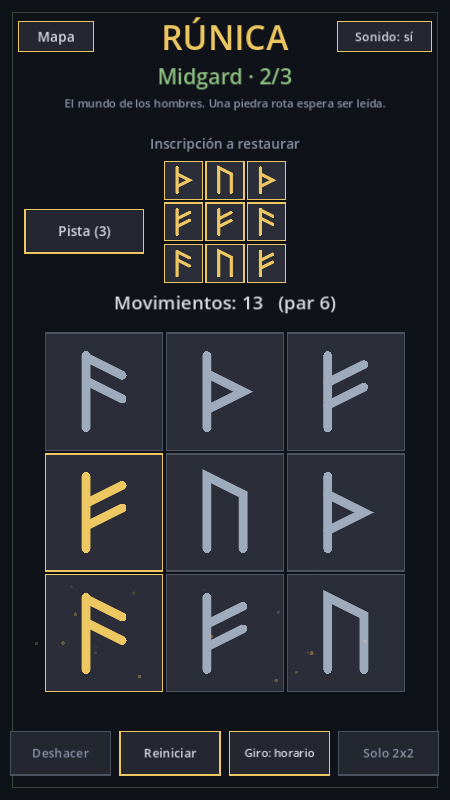 Mapa
RÚNICA
Sonido: sí
Midgard · 2/3
El mundo de los hombres. Una piedra rota espera ser leída.
Inscripción a restaurar
ᚦ ᚢ ᚦ
ᚠ ᚠ ᚨ
ᚨ ᚢ ᚠ
Pista (3)
Movimientos: 13 (par 6)
ᚨ ᚦ ᚠ
ᚠ ᚢ ᚦ
ᚨ ᚠ ᚢ
Deshacer
Reiniciar
Giro: horario
Solo 2x2